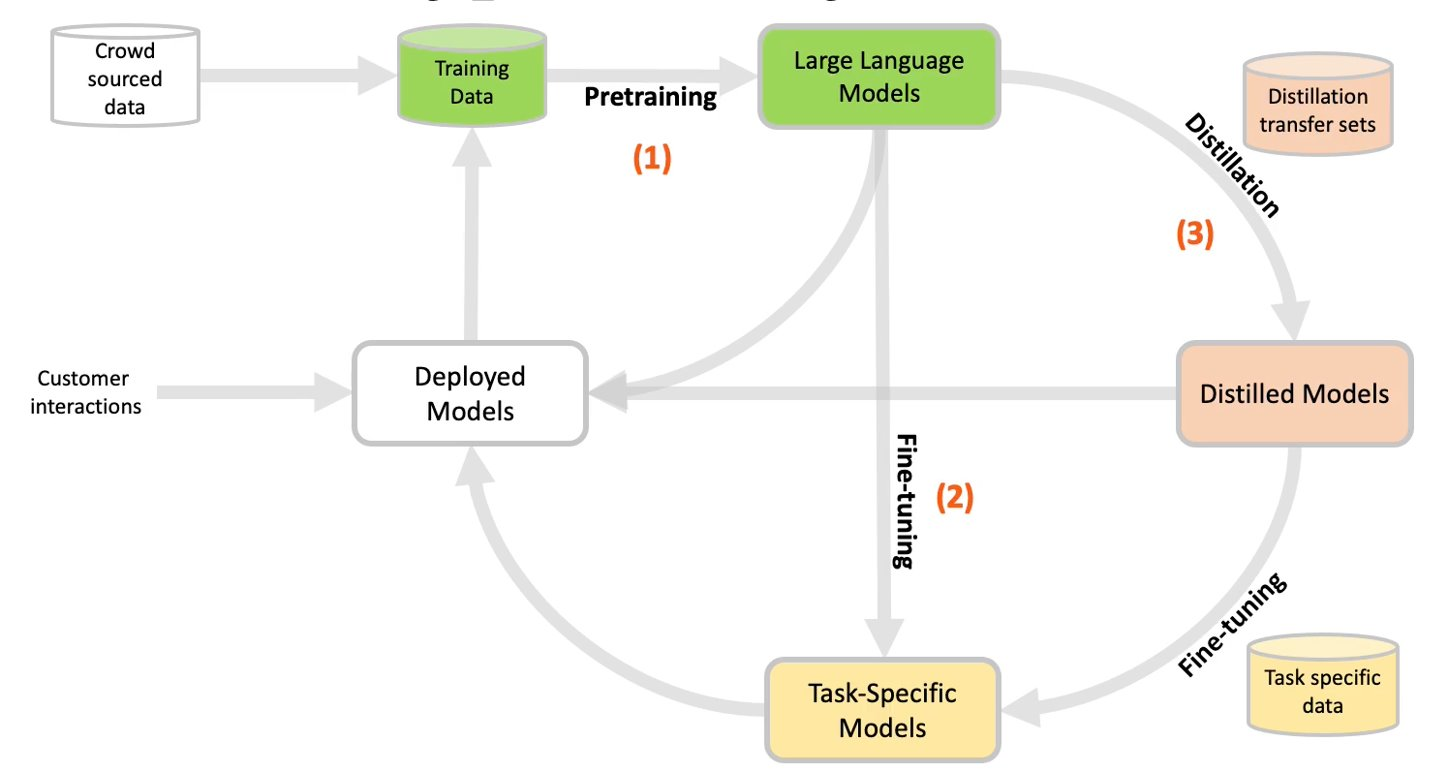 Crowd
sourced
data
Training
Data
Pretraining
(1)
Large Language
Models
Distillation
transfer sets
Distillation
(3)
Customer
interactions
Deployed
Models
Distilled Models
Fine-tuning
(2)
Fine-tuning
Task-Specific
Models
Task specific
data